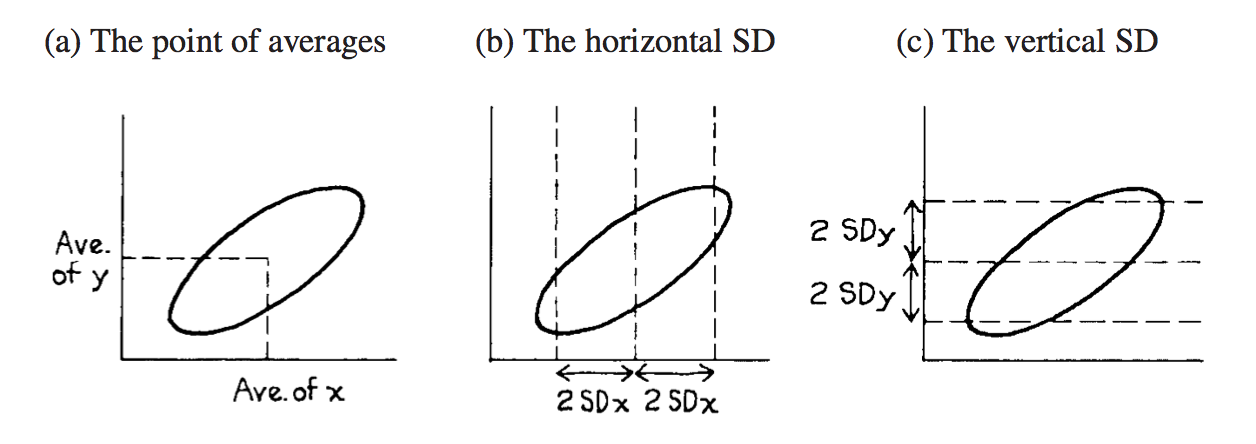 (a) The point of averages
(b) The horizontal SD
(c) The vertical SD
Ave.
of y
Ave. of x
2 SDx
2 SDx
2 SDy
2 SDy